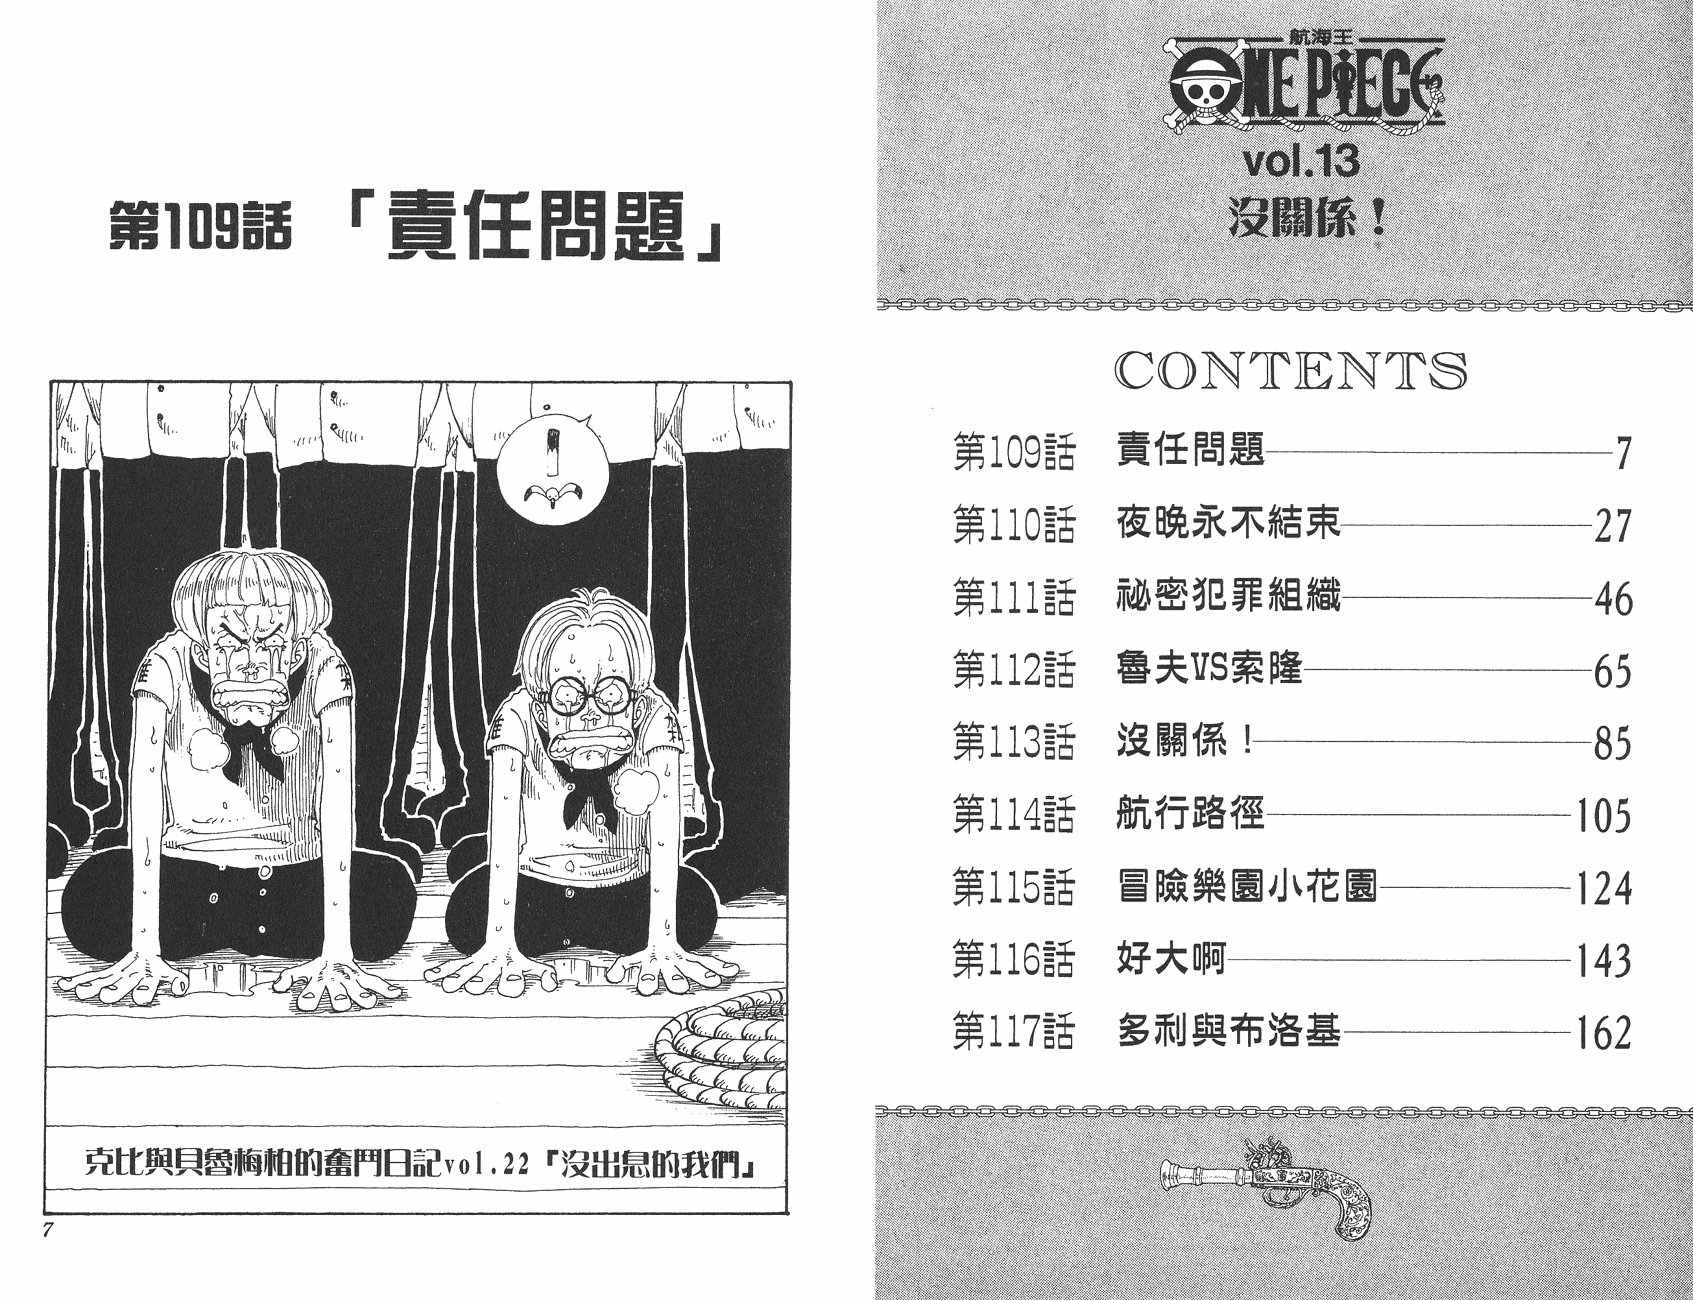 航海王
ONE PIECE
vol.13
沒關係！
CONTENTS
第109話 責任問題 7
第110話 夜晚永不結束 27
第111話 祕密犯罪組織 46
第112話 魯夫VS索隆 65
第113話 沒關係！ 85
第114話 航行路徑 105
第115話 冒險樂園小花園 124
第116話 好大啊 143
第117話 多利與布洛基 162
第109話 「責任問題」
！
雜
雜
克比與貝魯梅柏的奮鬥日記vol.22『沒出息的我們』
7